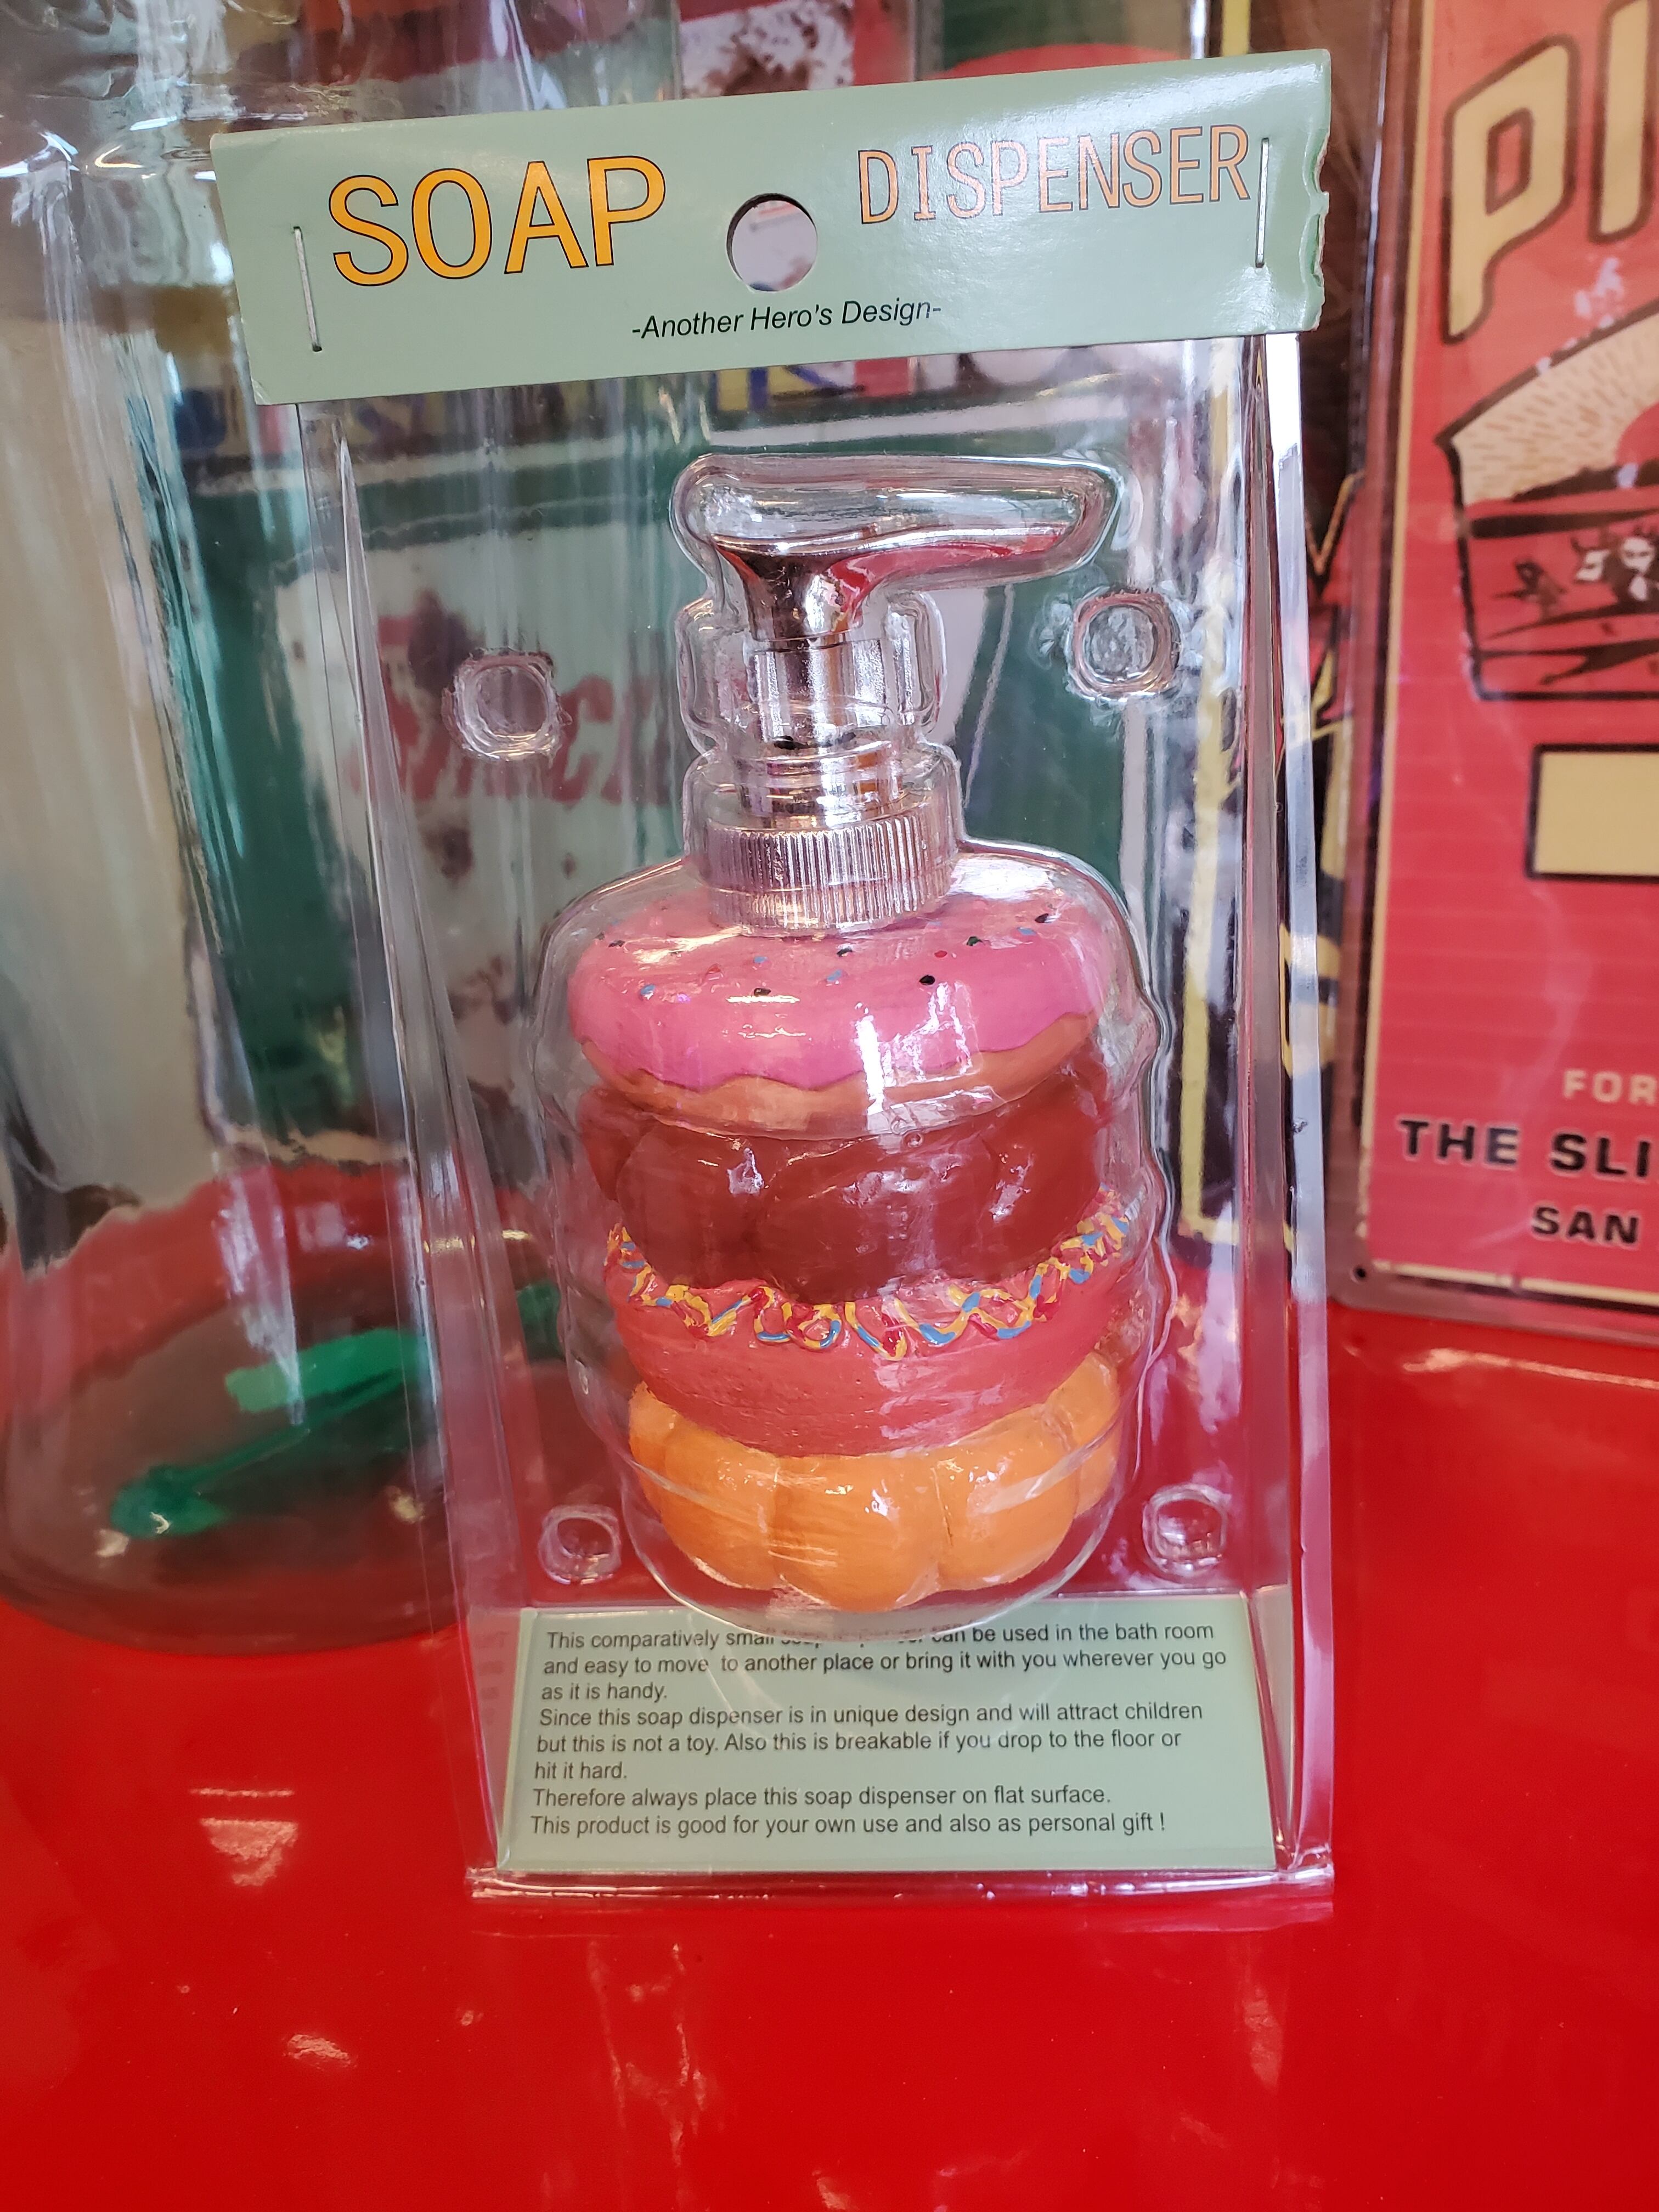 SOAP DISPENSER
-Another Hero's Design-
PI
FOR
THE SLI
SAN
This comparatively small can be used in the bath room
and easy to move to another place or bring it with you wherever you go
as it is handy.
Since this soap dispenser is in unique design and will attract children
but this is not a toy. Also this is breakable if you drop to the floor or
hit it hard.
Therefore always place this soap dispenser on flat surface.
This product is good for your own use and also as personal gift !